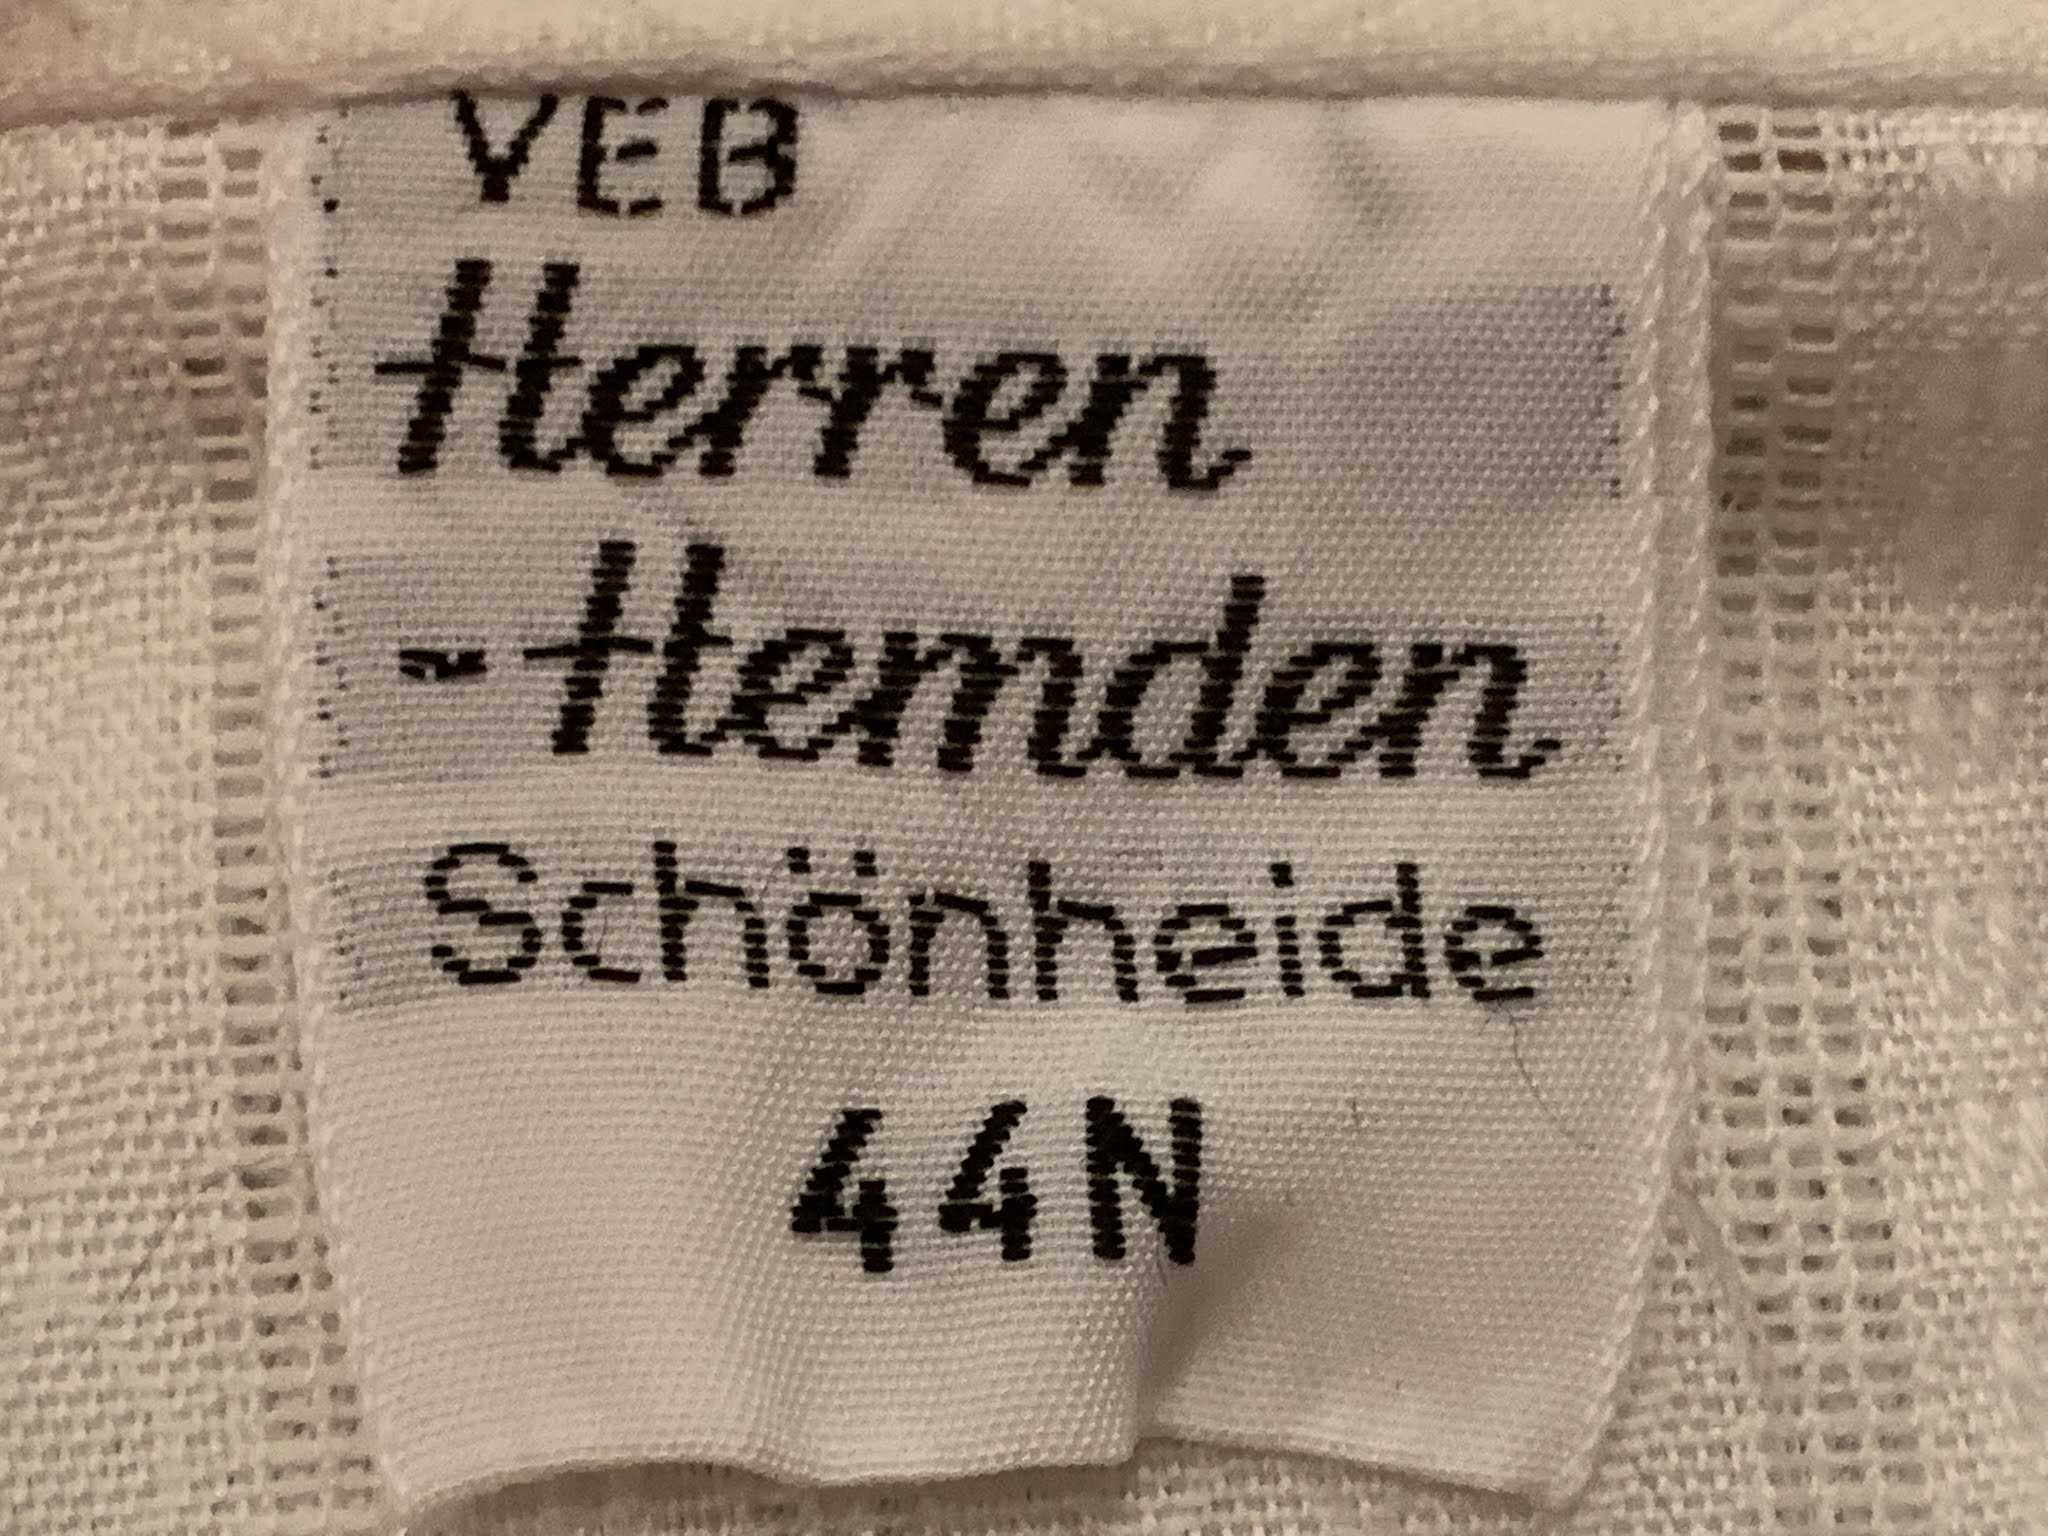 VEB
Herren
-Hemden
Schönheide
44N